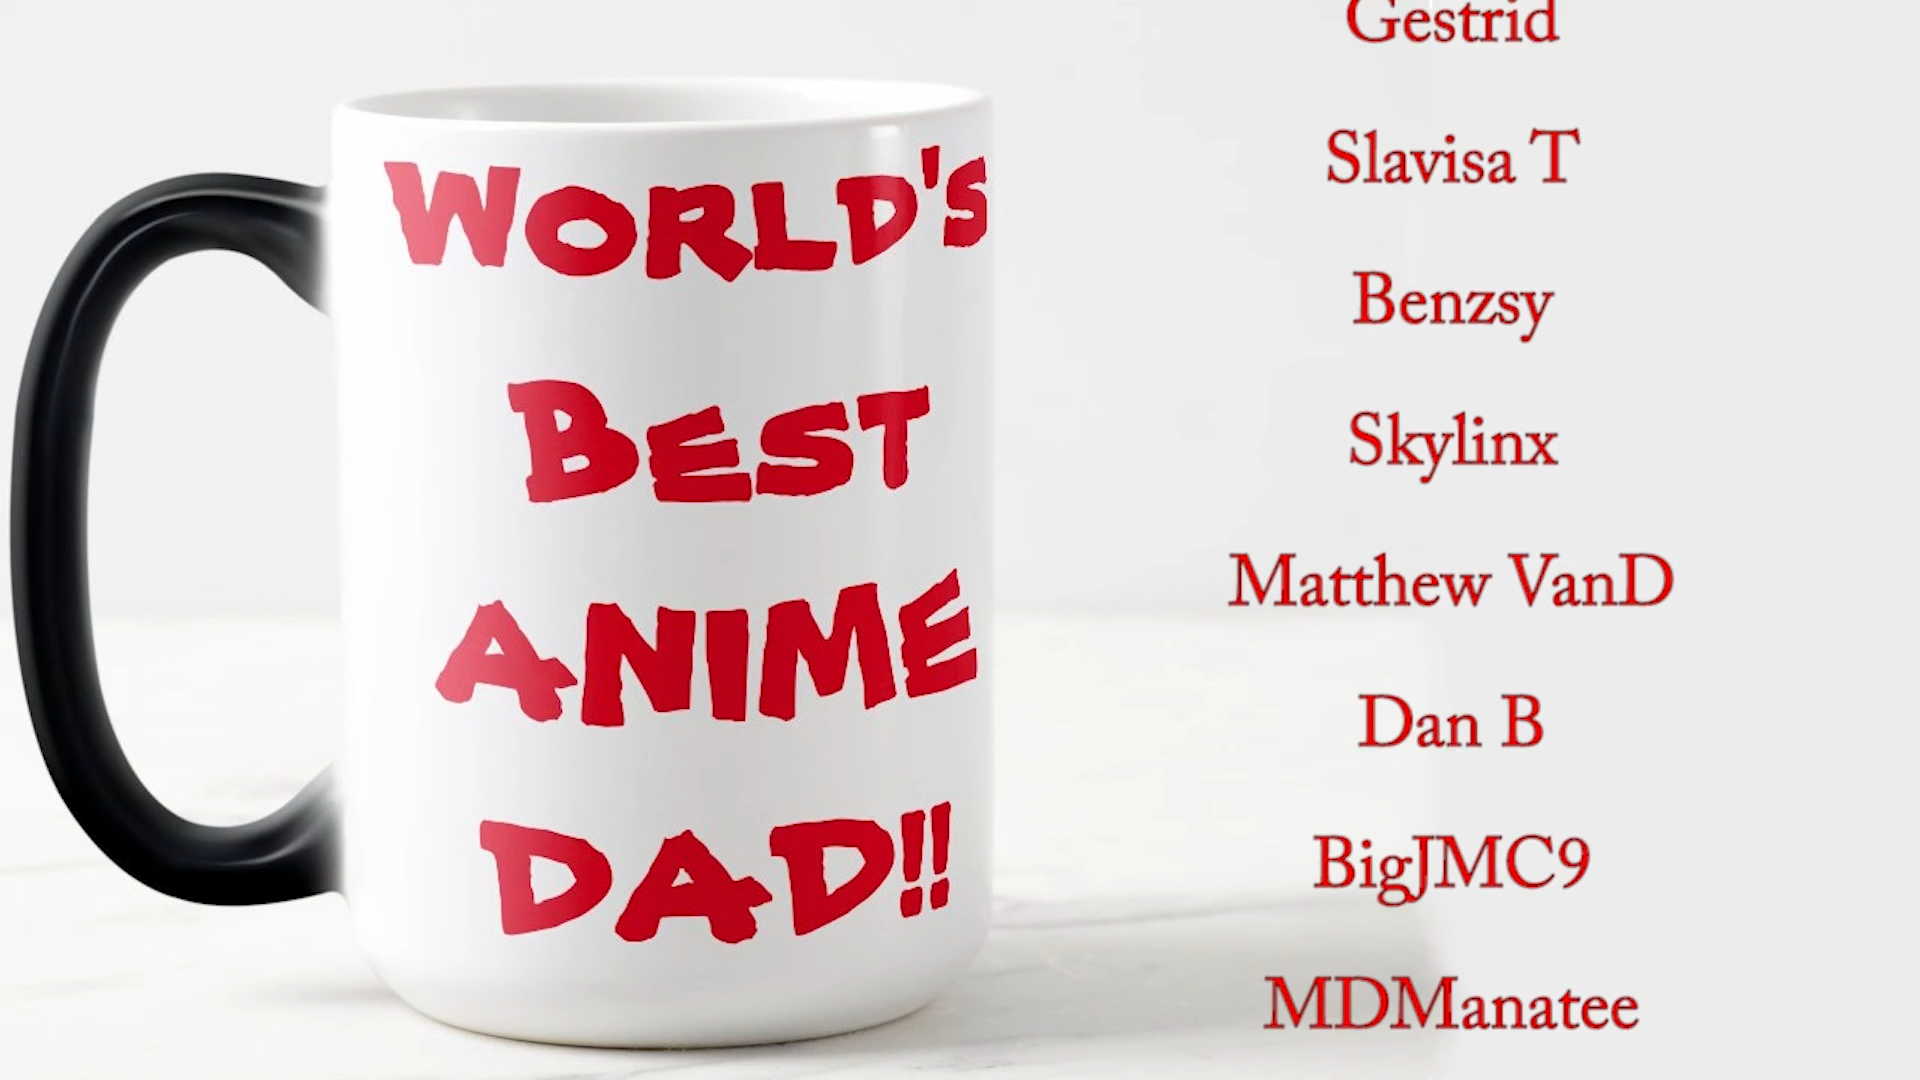 WORLD'S
BEST
ANIME
DAD!!
Gestrid
Slavisa T
Benzsy
Skylinx
Matthew VanD
Dan B
BigJMC9
MDManatee